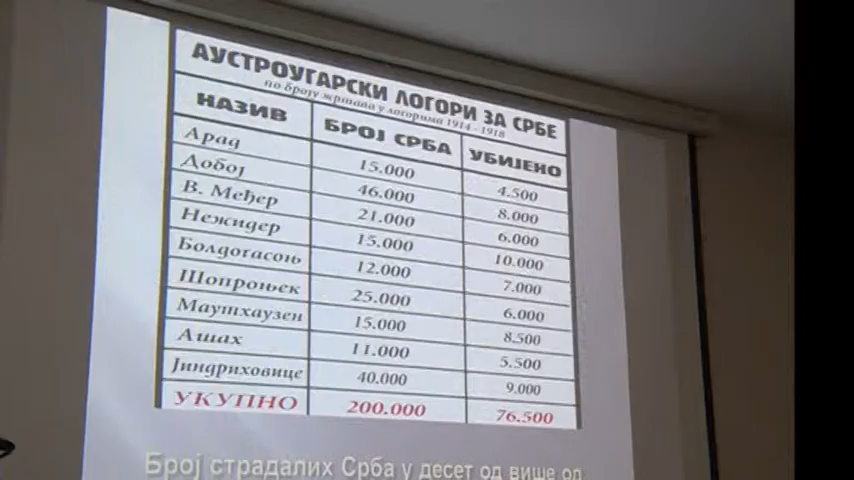 АУСТРОУГАРСКИ ЛОГОРИ ЗА СРБЕ
по броју жртава у логорима 1914 - 1918
НАЗИВ БРОЈ СРБА УБИЈЕНО
Арад 15.000 4.500
Добој 46.000 8.000
В. Међер 21.000 6.000
Нежидер 15.000 10.000
Болдогасоњ 12.000 7.000
Шопроњек 25.000 6.000
Маутхаузен 15.000 8.500
Ашах 11.000 5.500
Јиндриховице 40.000 9.000
УКУПНО 200.000 76.500
Број страдалих Срба у десет од више од